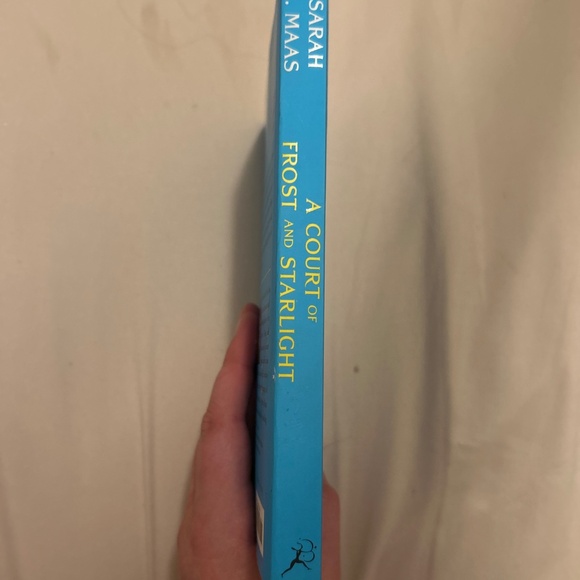 SARAH
. MAAS
A COURT OF
FROST AND STARLIGHT